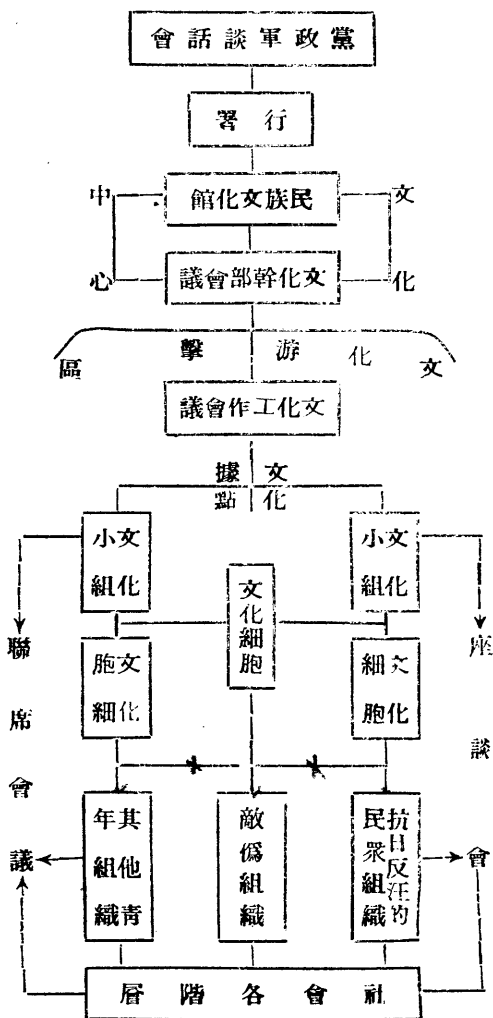 黨政軍談話會
行署
民族文化館
文化
中心
文化幹部會議
文化游擊區
文化工作會議
文化
據點
文化
小組
文化
小組
文化細胞
文化
細胞
文化
細胞
座談會
聯席會議
抗日反汪的
民眾組織
敵僞組織
其他青
年組織
社會各階層